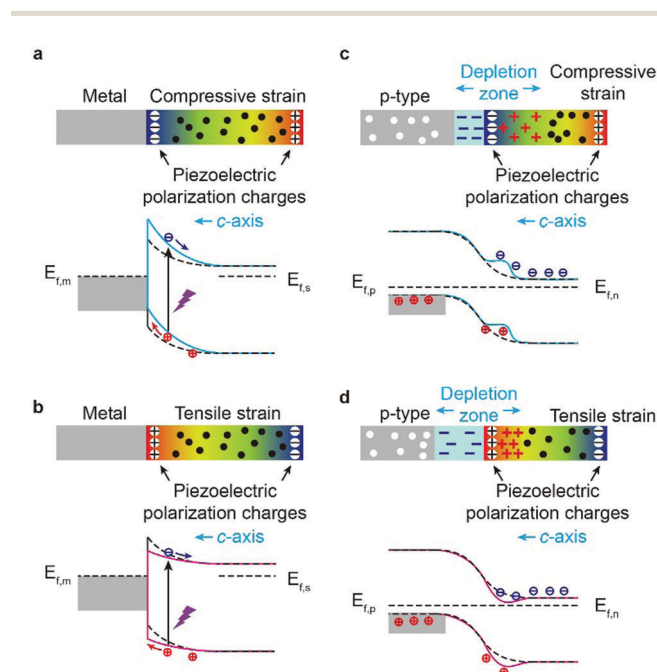 a
Metal
Compressive strain
Piezoelectric
polarization charges
c-axis
E_f,m
E_f,s
b
Metal
Tensile strain
Piezoelectric
polarization charges
c-axis
E_f,m
E_f,s
c
p-type
Depletion
zone
Compressive
strain
Piezoelectric
polarization charges
c-axis
E_f,p
E_f,n
d
p-type
Depletion
zone
Tensile strain
Piezoelectric
polarization charges
c-axis
E_f,p
E_f,n